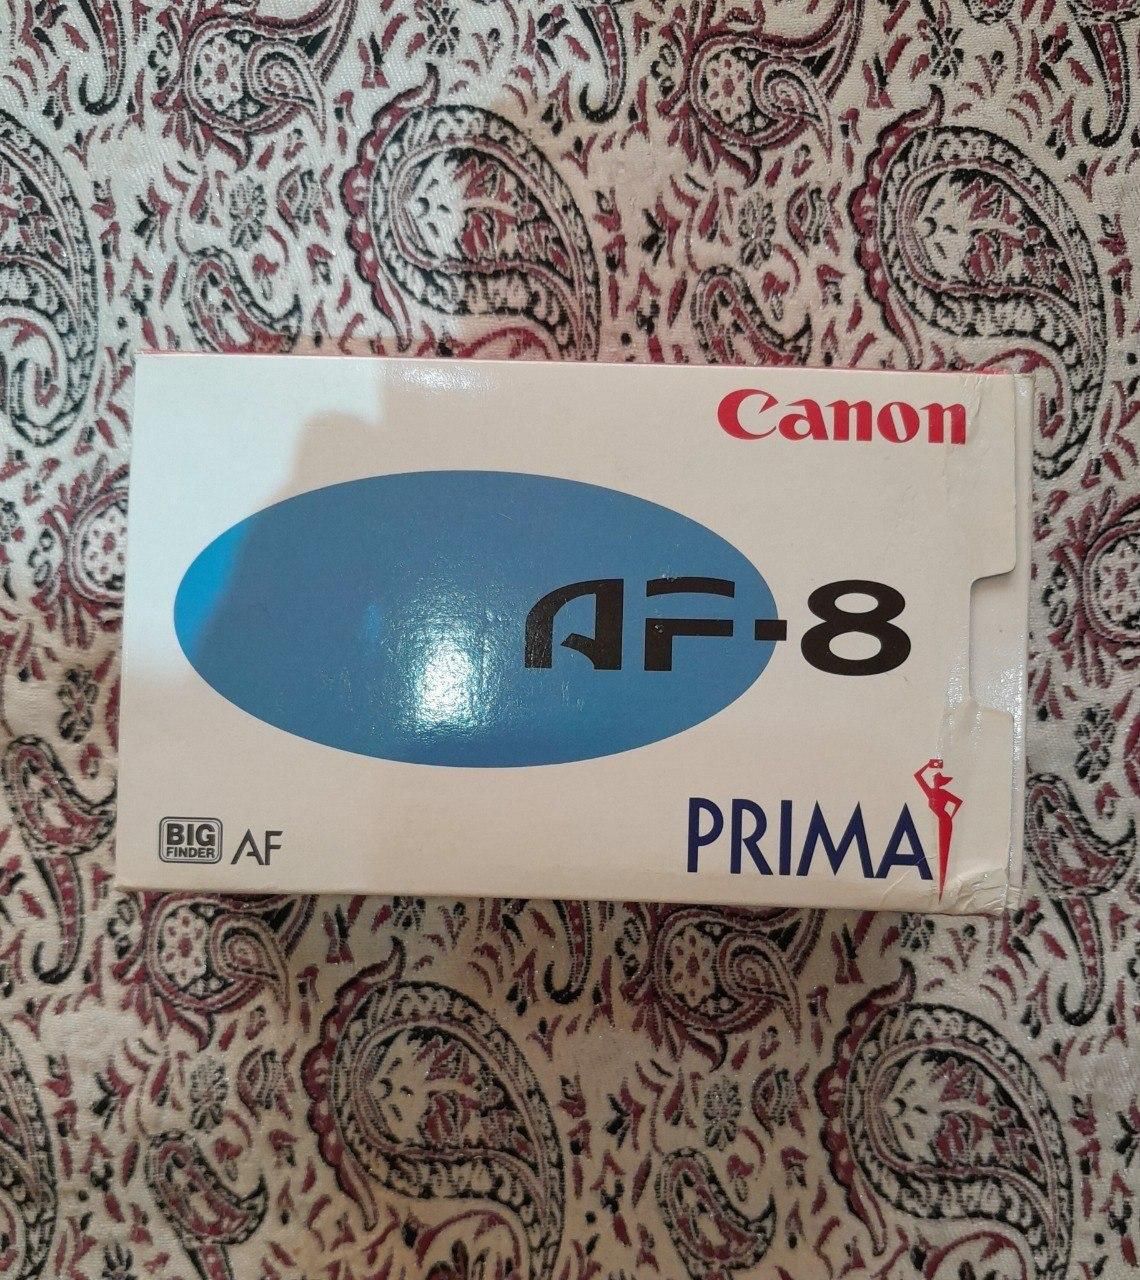 Canon
AF-8
PRIMA
BIG
FINDER
AF